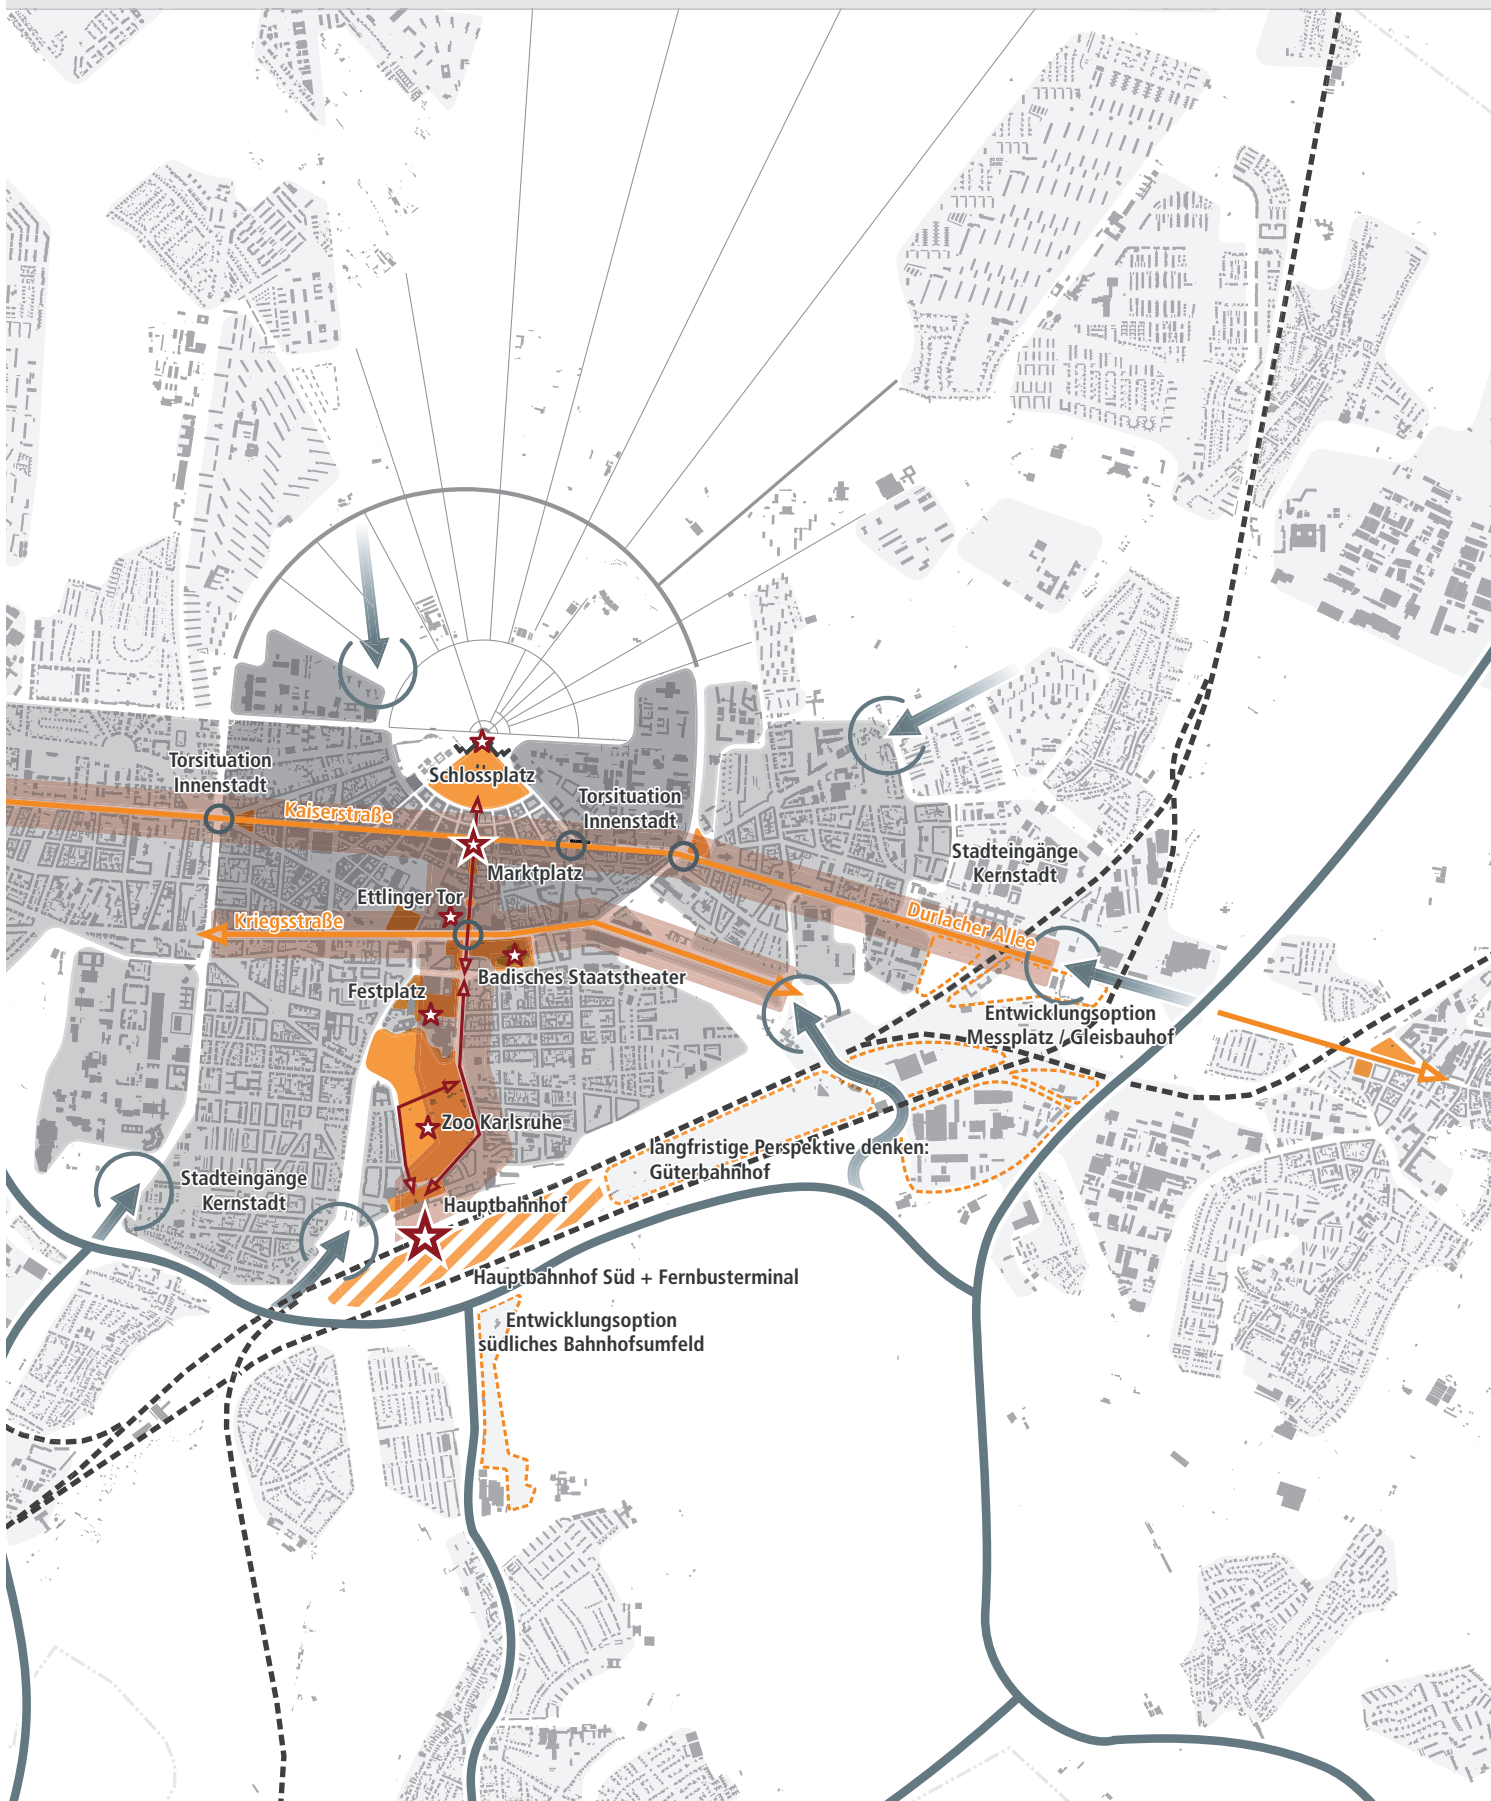 Torsituation
Innenstadt
Schlossplatz
Kaiserstraße
Torsituation
Innenstadt
Marktplatz
Stadteingänge
Kernstadt
Ettlinger Tor
Kriegsstraße
Durlacher Allee
Badisches Staatstheater
Festplatz
Entwicklungsoption
Messplatz / Gleisbauhof
Zoo Karlsruhe
langfristige Perspektive denken:
Güterbahnhof
Stadteingänge
Kernstadt
Hauptbahnhof
Hauptbahnhof Süd + Fernbusterminal
Entwicklungsoption
südliches Bahnhofsumfeld